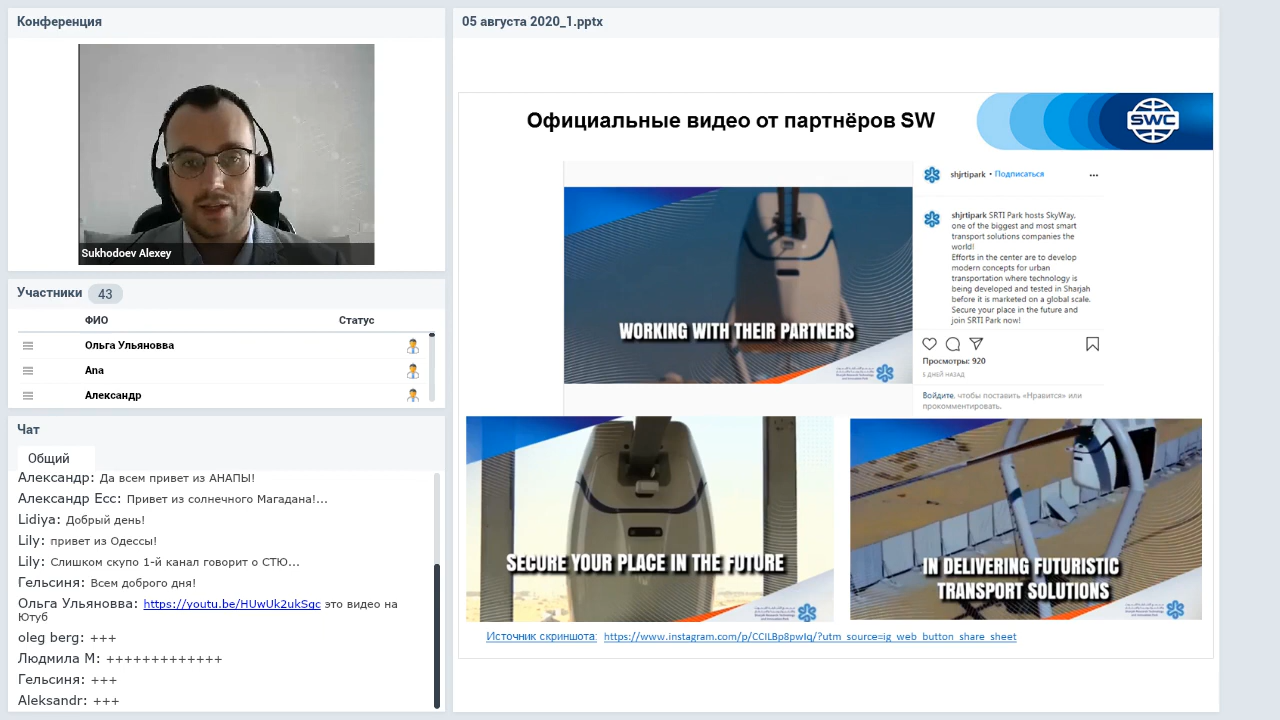 Конференция
Sukhodoev Alexey
Участники 43
ФИО Статус
Ольга Ульяновва
Ana
Александр
Чат
Общий
Александр: Да всем привет из АНАПЫ!
Александр Есс: Привет из солнечного Магадана!...
Lidiya: Добрый день!
Lily: привет из Одессы!
Lily: Слишком скупо 1-й канал говорит о СТЮ...
Гельсиня: Всем доброго дня!
Ольга Ульяновва: https://youtu.be/HUwUk2ukSqc это видео на
Ютуб
oleg berg: +++
Людмила М: +++++++++++++
Гельсиня: +++
Aleksandr: +++
05 августа 2020_1.pptx
Официальные видео от партнёров SW
SWC
WORKING WITH THEIR PARTNERS
shjrtipark • Подписаться
shjrtipark SRTI Park hosts SkyWay,
one of the biggest and most smart
transport solutions companies the
world!
Efforts in the center are to develop
modern concepts for urban
transportation where technology is
being developed and tested in Sharjah
before it is marketed on a global scale.
Secure your place in the future and
join SRTI Park now!
Просмотры: 920
5 ДНЕЙ НАЗАД
Войдите, чтобы поставить «Нравится» или
прокомментировать.
SECURE YOUR PLACE IN THE FUTURE
IN DELIVERING FUTURISTIC
TRANSPORT SOLUTIONS
Источник скриншота: https://www.instagram.com/p/CCILBp8pwIq/?utm_source=ig_web_button_share_sheet